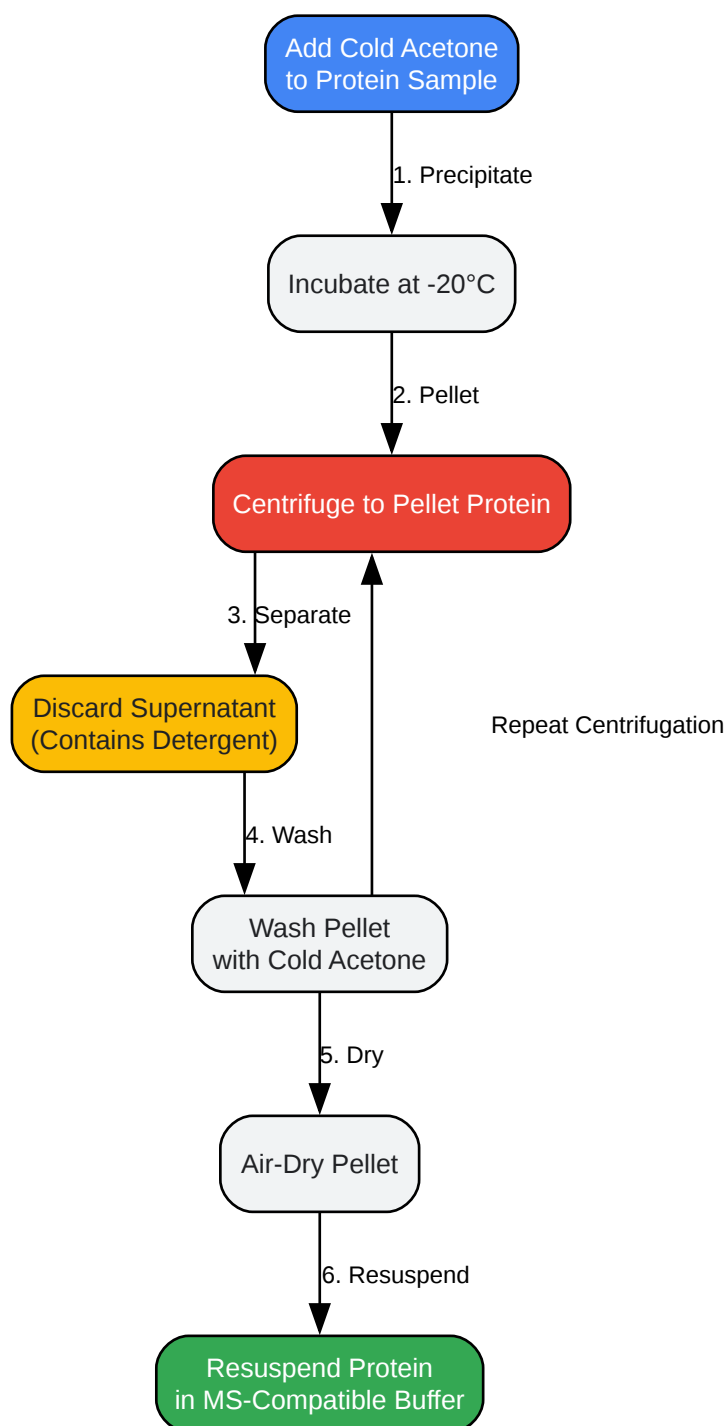 Add Cold Acetone
to Protein Sample
1. Precipitate
Incubate at -20°C
2. Pellet
Centrifuge to Pellet Protein
3. Separate
Discard Supernatant
(Contains Detergent)
Repeat Centrifugation
4. Wash
Wash Pellet
with Cold Acetone
5. Dry
Air-Dry Pellet
6. Resuspend
Resuspend Protein
in MS-Compatible Buffer